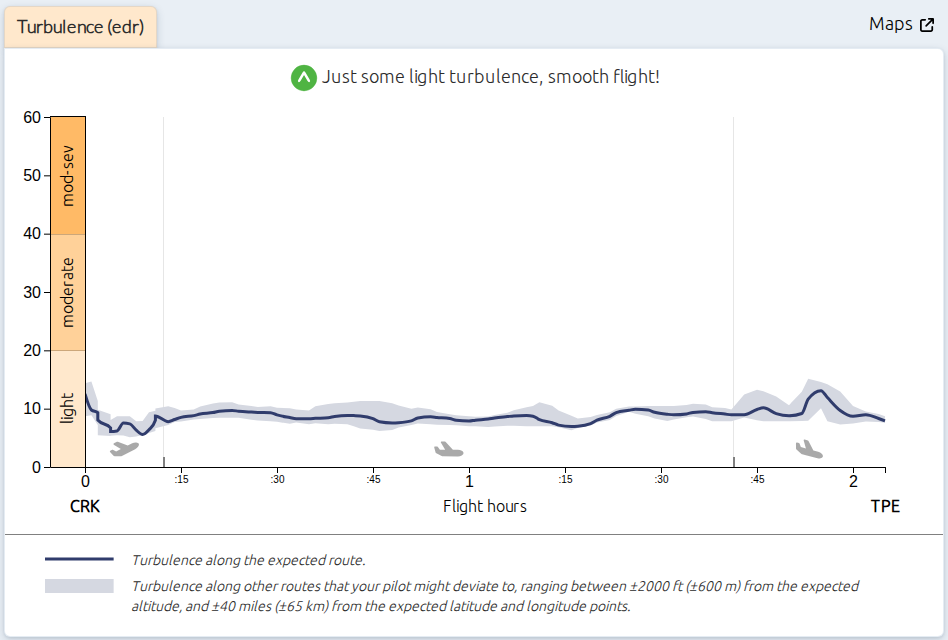 Turbulence (edr)
Maps
Just some light turbulence, smooth flight!
60
50
40
30
20
10
0
mod-sev
moderate
light
0
:15
:30
:45
1
:15
:30
:45
2
CRK
Flight hours
TPE
Turbulence along the expected route.
Turbulence along other routes that your pilot might deviate to, ranging between ±2000 ft (±600 m) from the expected
altitude, and ±40 miles (±65 km) from the expected latitude and longitude points.